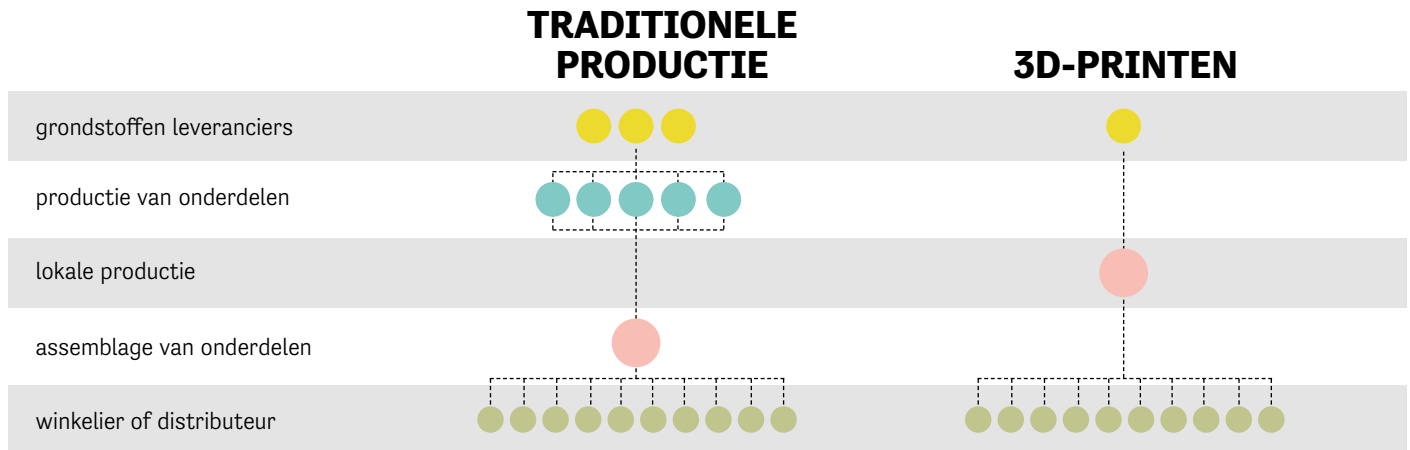 TRADITIONELE
PRODUCTIE
3D-PRINTEN
grondstoffen leveranciers
productie van onderdelen
lokale productie
assemblage van onderdelen
winkelier of distributeur